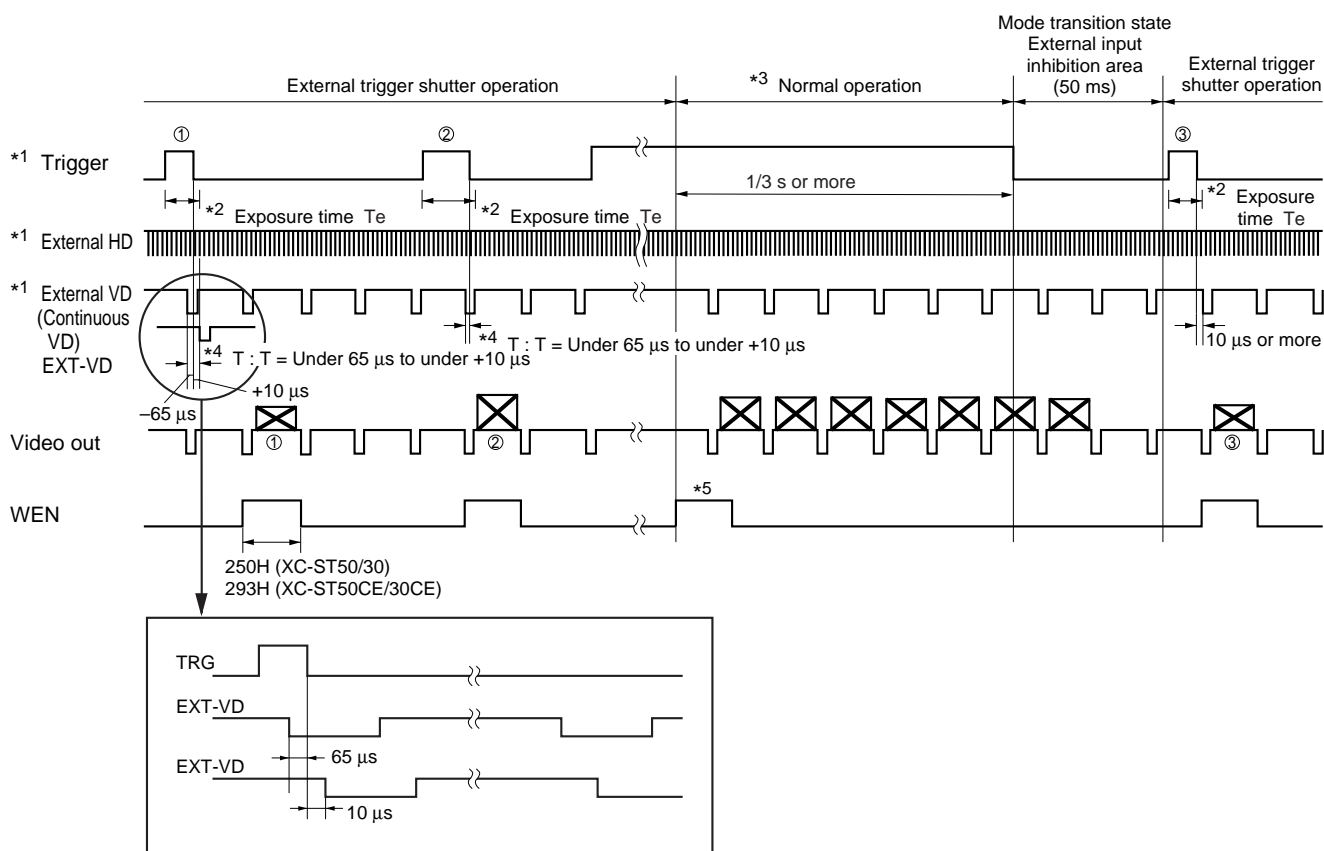 Mode transition state
External input
inhibition area
(50 ms)
External trigger shutter operation
*3 Normal operation
External trigger
shutter operation
① ② ③
*1 Trigger
1/3 s or more
*2 Exposure time Te
*2 Exposure time Te
*2 Exposure
time Te
*1 External HD
*1 External VD
(Continuous
VD)
EXT-VD
*4 T : T = Under 65 μs to under +10 μs
*4 T : T = Under 65 μs to under +10 μs
10 μs or more
+10 μs
−65 μs
Video out
① ② ③
WEN
*5
250H (XC-ST50/30)
293H (XC-ST50CE/30CE)
TRG
EXT-VD
65 μs
EXT-VD
10 μs